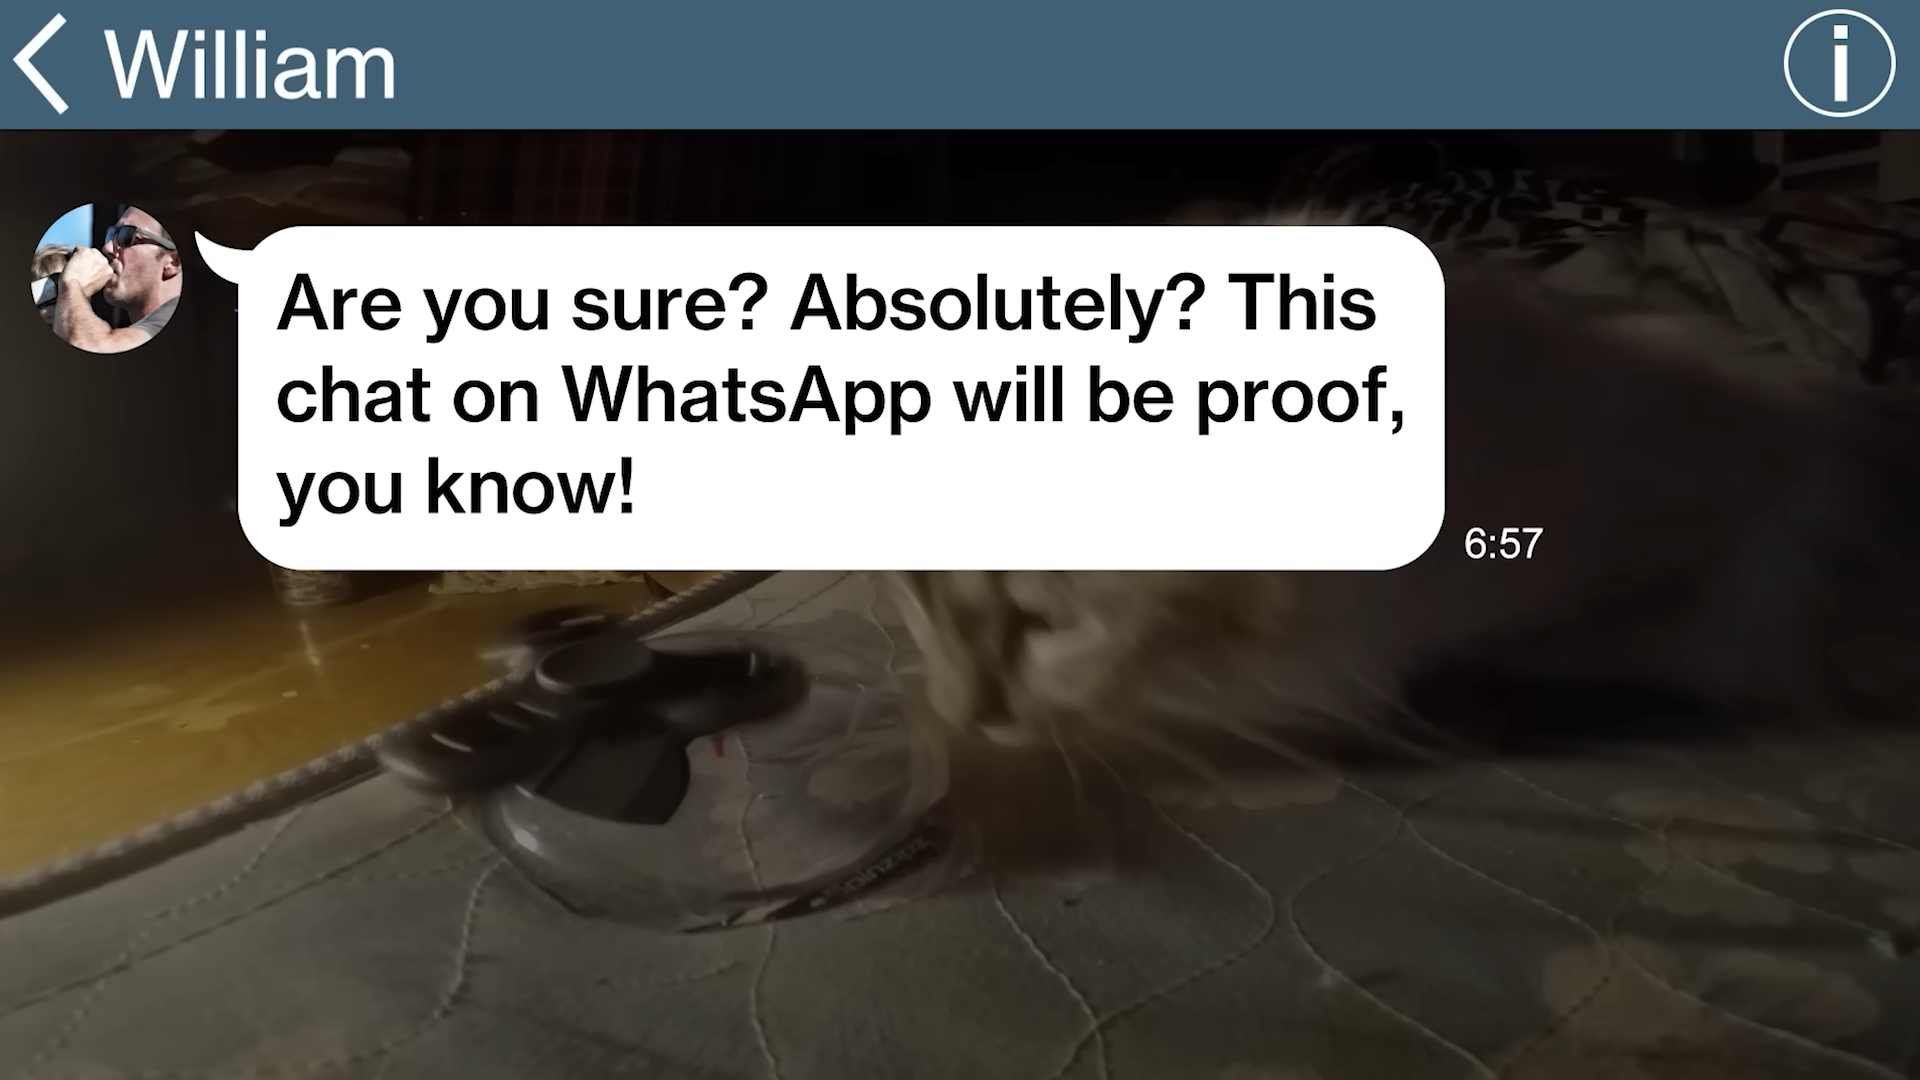 William
i
Are you sure? Absolutely? This
chat on WhatsApp will be proof,
you know!
6:57